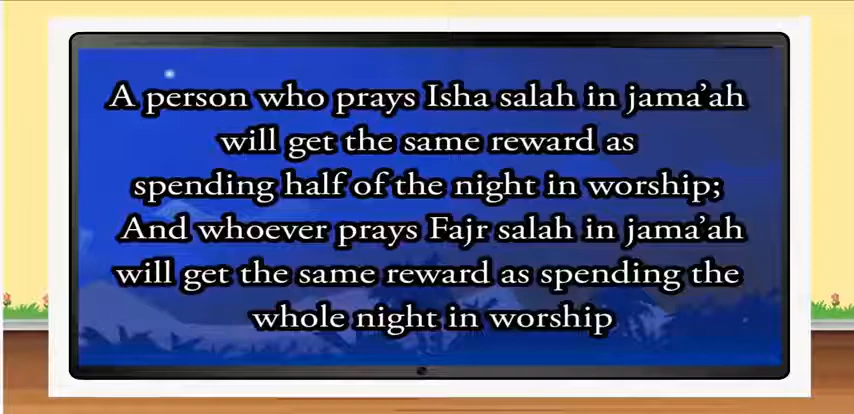 A person who prays Isha salah in jama'ah
will get the same reward as
spending half of the night in worship;
And whoever prays Fajr salah in jama'ah
will get the same reward as spending the
whole night in worship